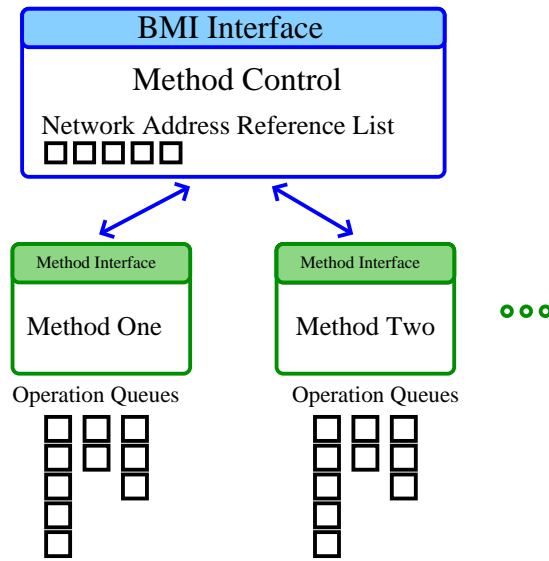 BMI Interface
Method Control
Network Address Reference List
Method Interface
Method Interface
Method One
Method Two
Operation Queues
Operation Queues